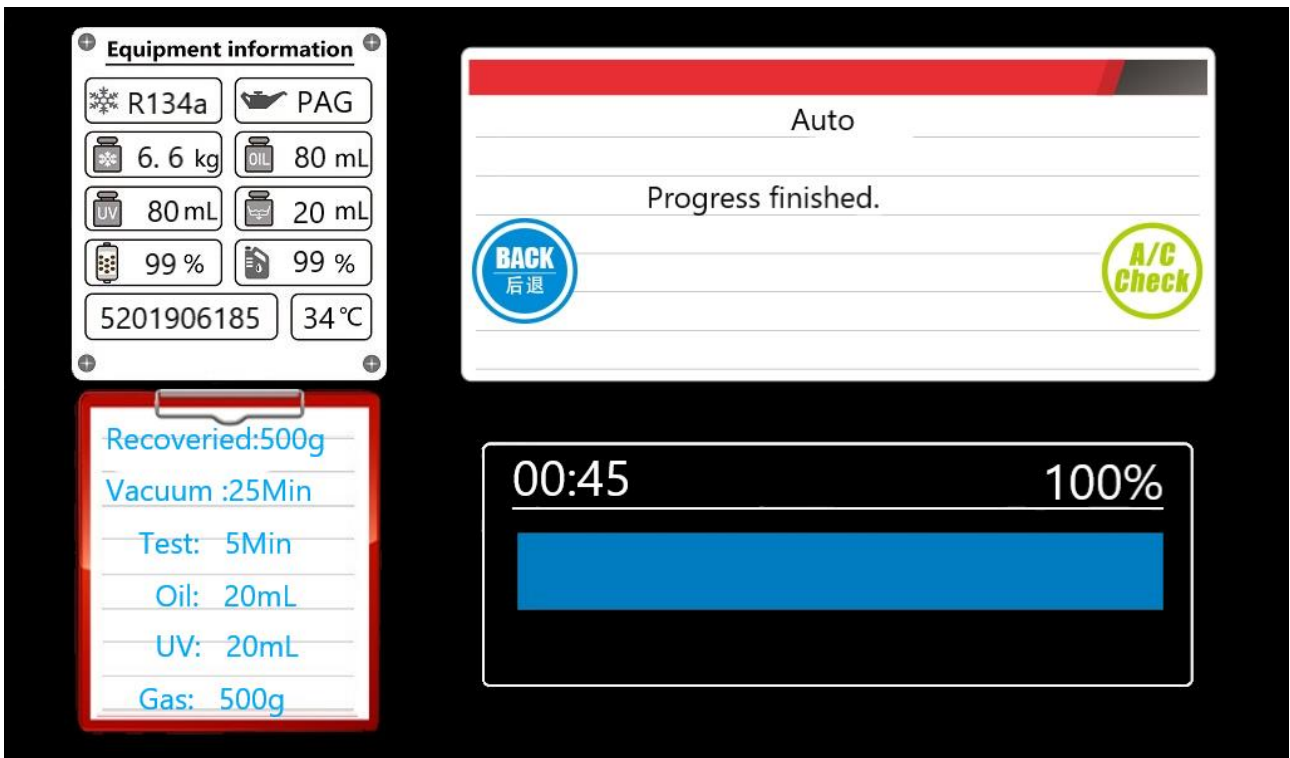 Equipment information
R134a PAG
6. 6 kg OIL 80 mL
UV 80 mL 20 mL
99 % 99 %
5201906185 34℃
Auto
Progress finished.
BACK
后退
A/C
Check
Recoveried:500g
Vacuum :25Min
Test: 5Min
Oil: 20mL
UV: 20mL
Gas: 500g
00:45 100%